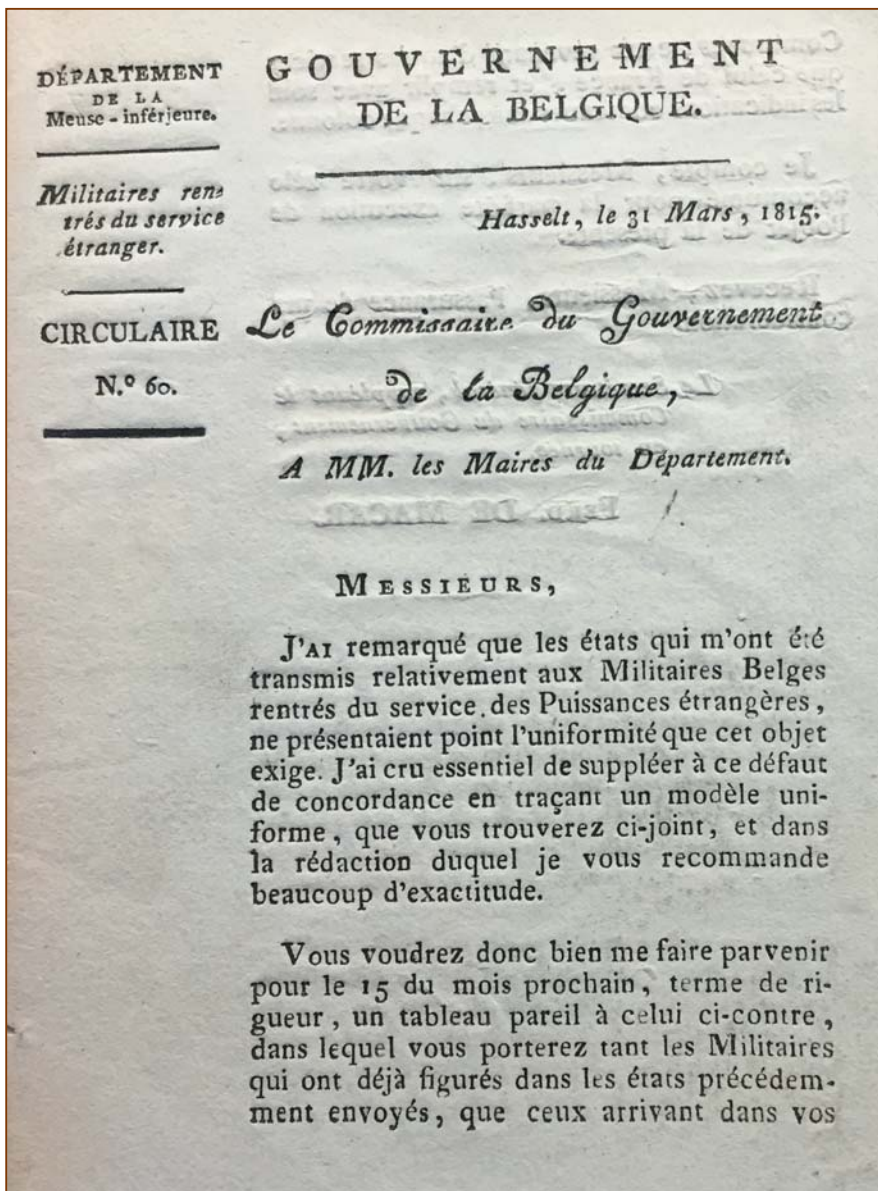 DÉPARTEMENT
DE LA
Meuse-inférieure.
Militaires ren-
trés du service
étranger.
CIRCULAIRE
N.º 60.
GOUVERNEMENT
DE LA BELGIQUE.
Hasselt, le 31 Mars, 1815.
Le Commissaire du Gouvernement
de la Belgique,
A MM. les Maires du Département.
MESSIEURS,
J'AI remarqué que les états qui m'ont été
transmis relativement aux Militaires Belges
rentrés du service des Puissances étrangères,
ne présentaient point l'uniformité que cet objet
exige. J'ai cru essentiel de suppléer à ce défaut
de concordance en traçant un modèle uni-
forme, que vous trouverez ci-joint, et dans
la rédaction duquel je vous recommande
beaucoup d'exactitude.
Vous voudrez donc bien me faire parvenir
pour le 15 du mois prochain, terme de ri-
gueur, un tableau pareil à celui ci-contre,
dans lequel vous porterez tant les Militaires
qui ont déjà figurés dans les états précédem-
ment envoyés, que ceux arrivant dans vos